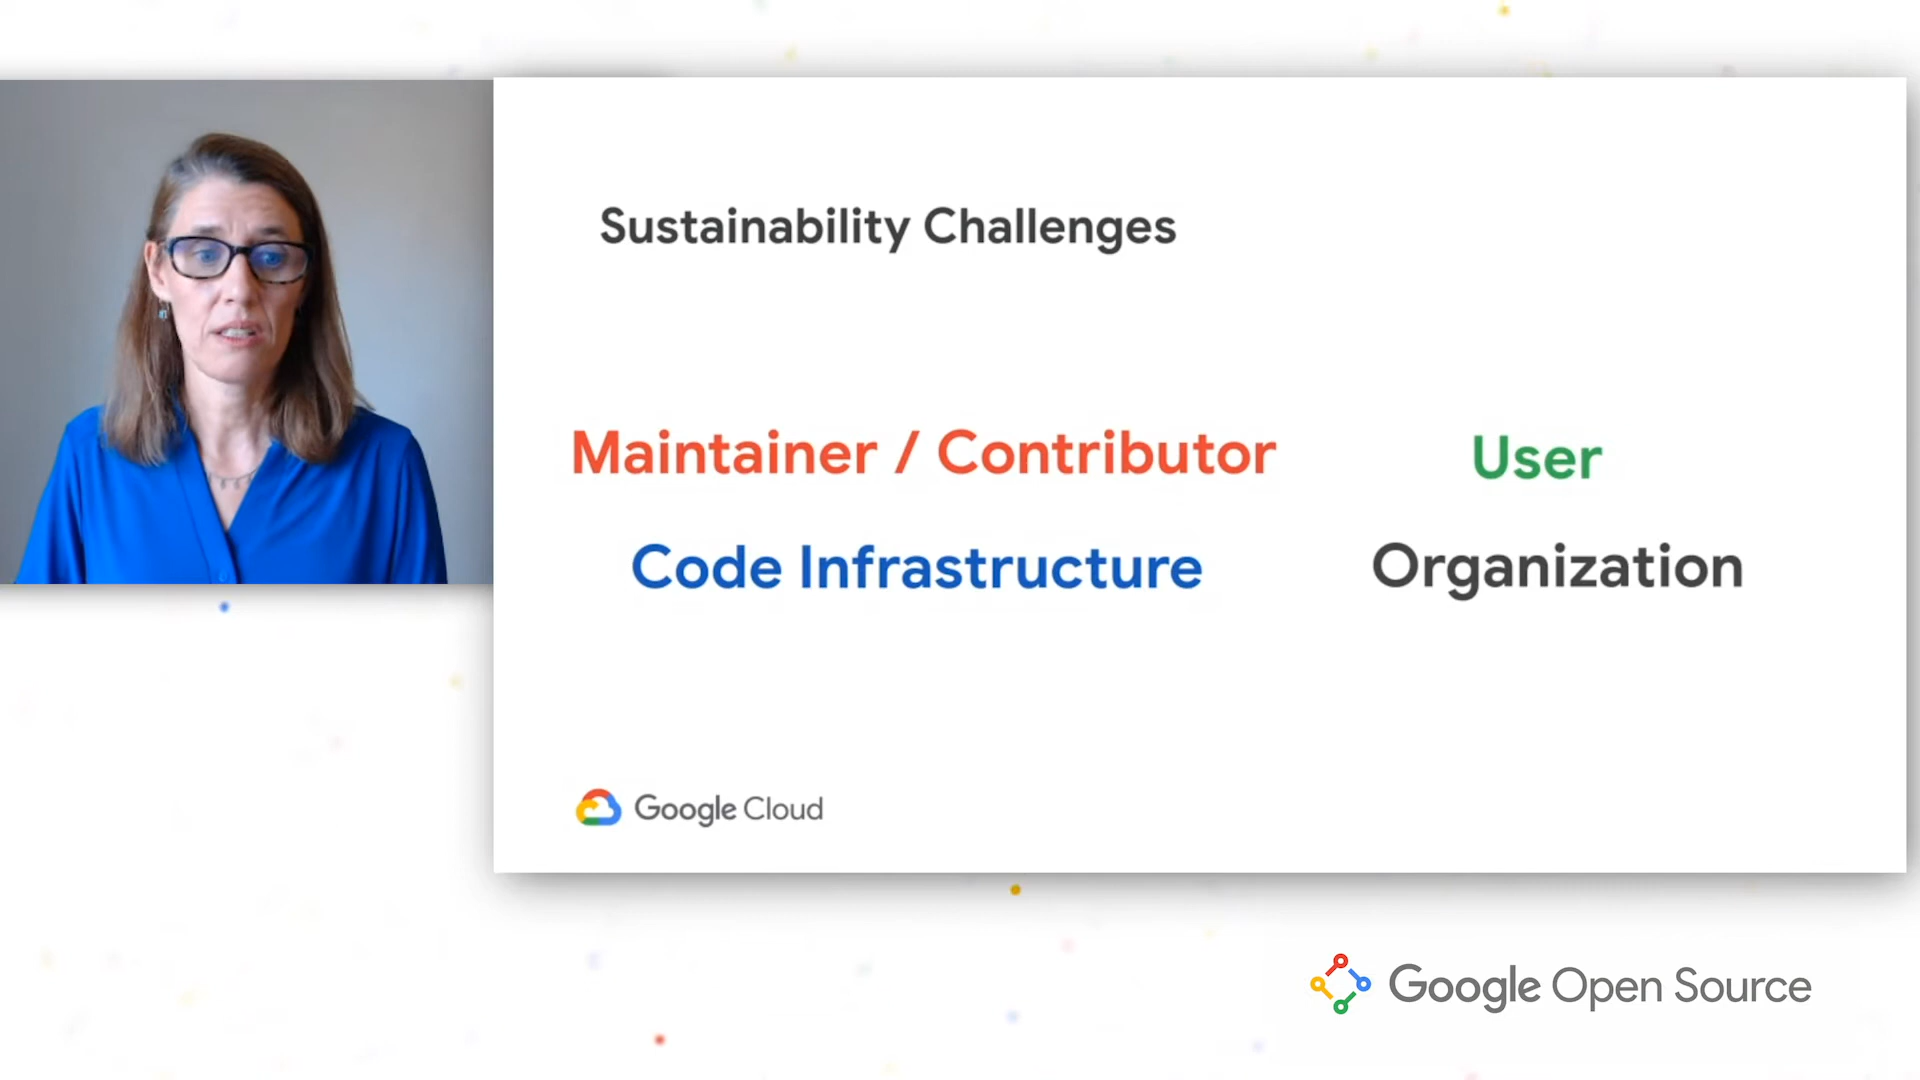 Sustainability Challenges
Maintainer / Contributor
User
Code Infrastructure
Organization
Google Cloud
Google Open Source